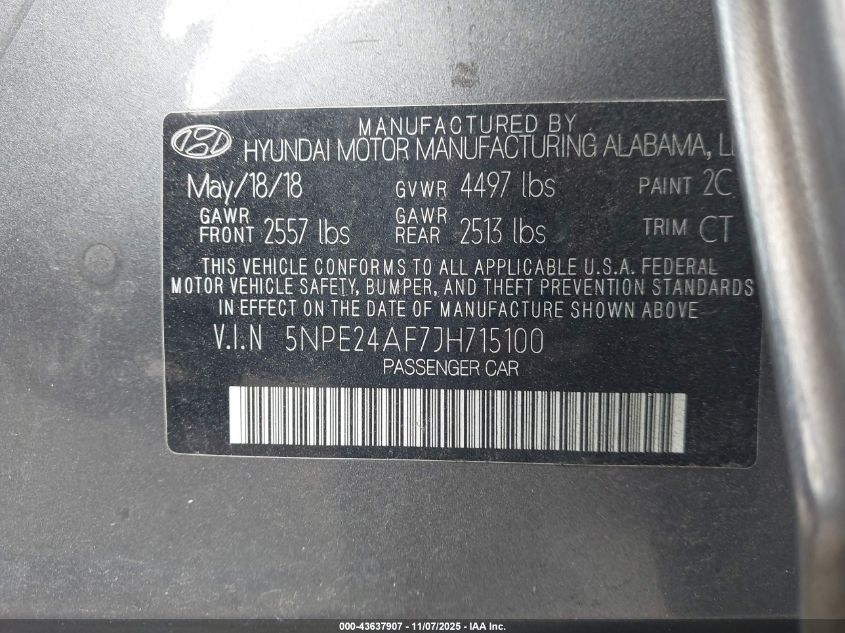 MANUFACTURED BY
HYUNDAI MOTOR MANUFACTURING ALABAMA,
May/18/18 GVWR 4497 lbs PAINT 2C
GAWR FRONT 2557 lbs GAWR REAR 2513 lbs TRIM CT
THIS VEHICLE CONFORMS TO ALL APPLICABLE U.S.A. FEDERAL
MOTOR VEHICLE SAFETY, BUMPER, AND THEFT PREVENTION STANDARDS
IN EFFECT ON THE DATE OF MANUFACTURE SHOWN ABOVE
V.I.N 5NPE24AF7JH715100
PASSENGER CAR
000-43637907 - 11/07/2025 - IAA Inc.